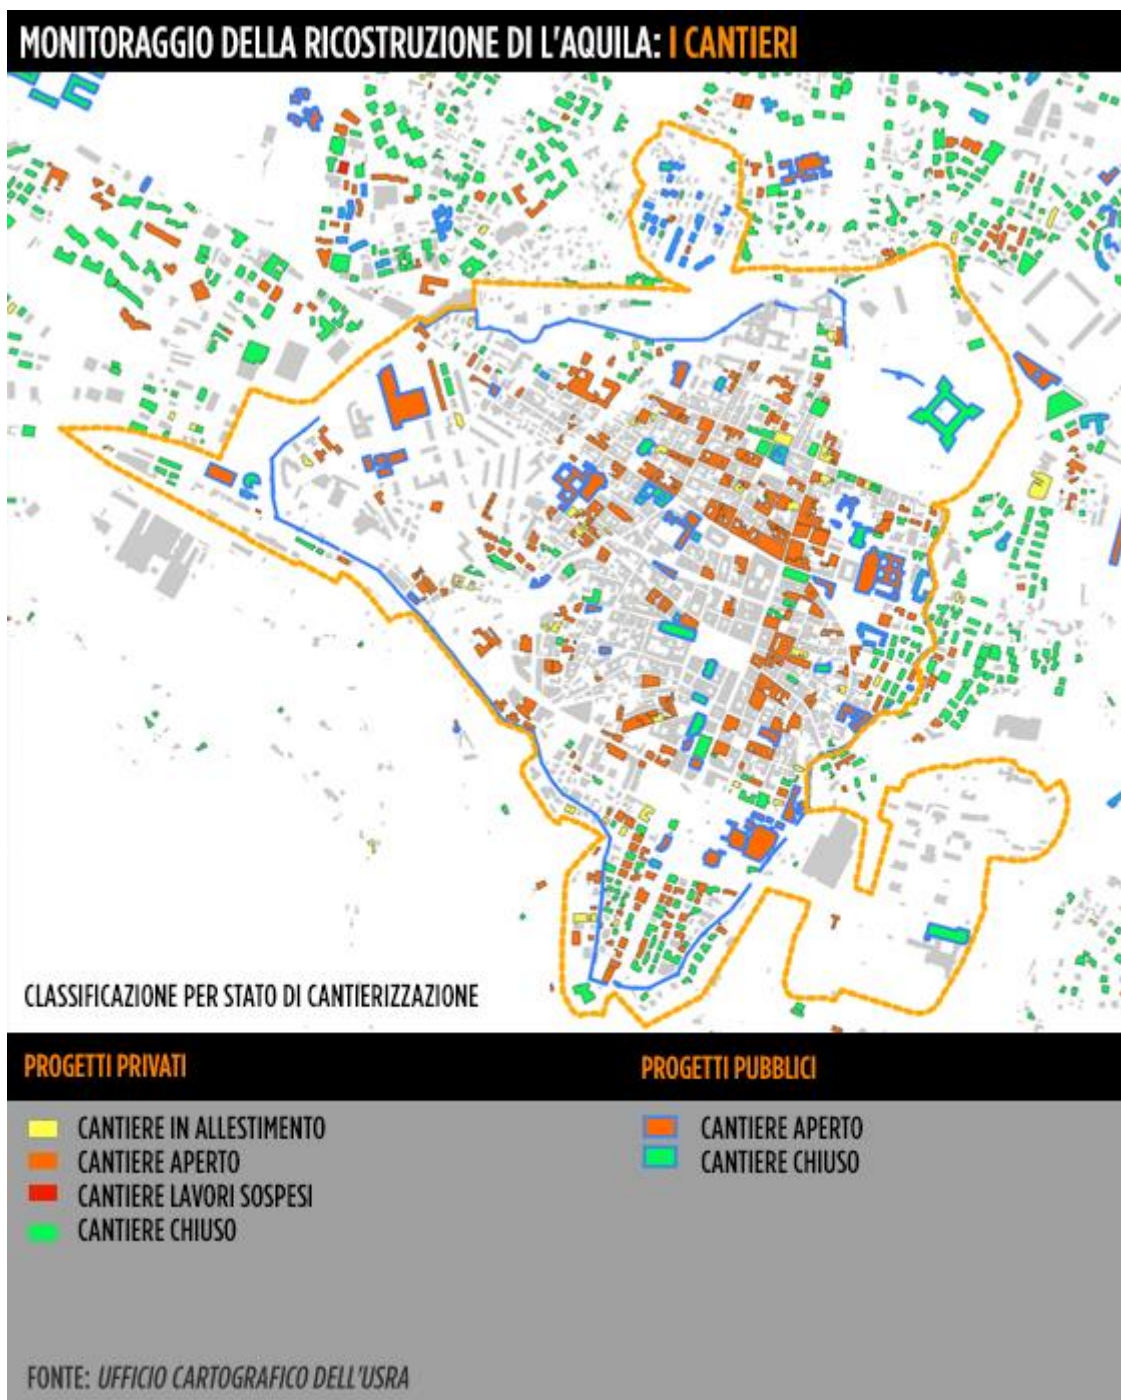 MONITORAGGIO DELLA RICOSTRUZIONE DI L'AQUILA: I CANTIERI
CLASSIFICAZIONE PER STATO DI CANTIERIZZAZIONE
PROGETTI PRIVATI
CANTIERE IN ALLESTIMENTO
CANTIERE APERTO
CANTIERE LAVORI SOSPESI
CANTIERE CHIUSO
PROGETTI PUBBLICI
CANTIERE APERTO
CANTIERE CHIUSO
FONTE: UFFICIO CARTOGRAFICO DELL'USRA